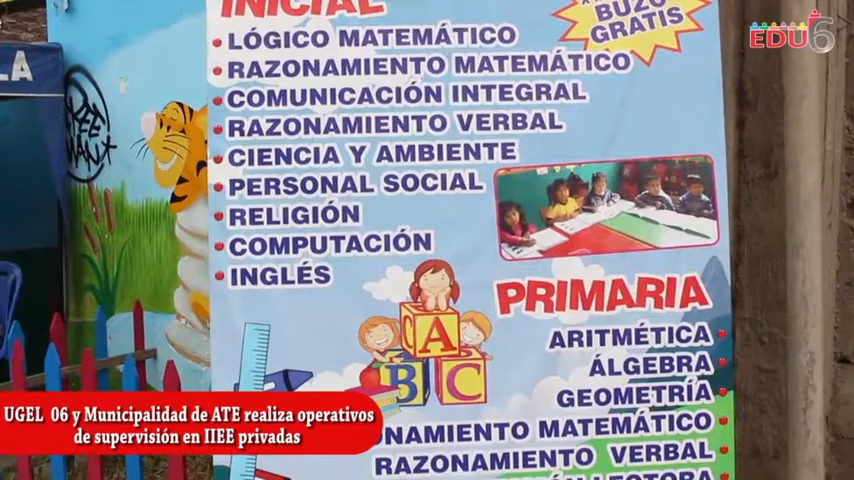 INICIAL
BUZO
GRATIS
EDU6
LÓGICO MATEMÁTICO
RAZONAMIENTO MATEMÁTICO
COMUNICACIÓN INTEGRAL
RAZONAMIENTO VERBAL
CIENCIA Y AMBIENTE
PERSONAL SOCIAL
RELIGIÓN
COMPUTACIÓN
INGLÉS
PRIMARIA
ARITMÉTICA
ÁLGEBRA
GEOMETRÍA
NAMIENTO MATEMÁTICO
RAZONAMIENTO VERBAL
LECTORA
A
B C
UGEL 06 y Municipalidad de ATE realiza operativos
de supervisión en IIEE privadas